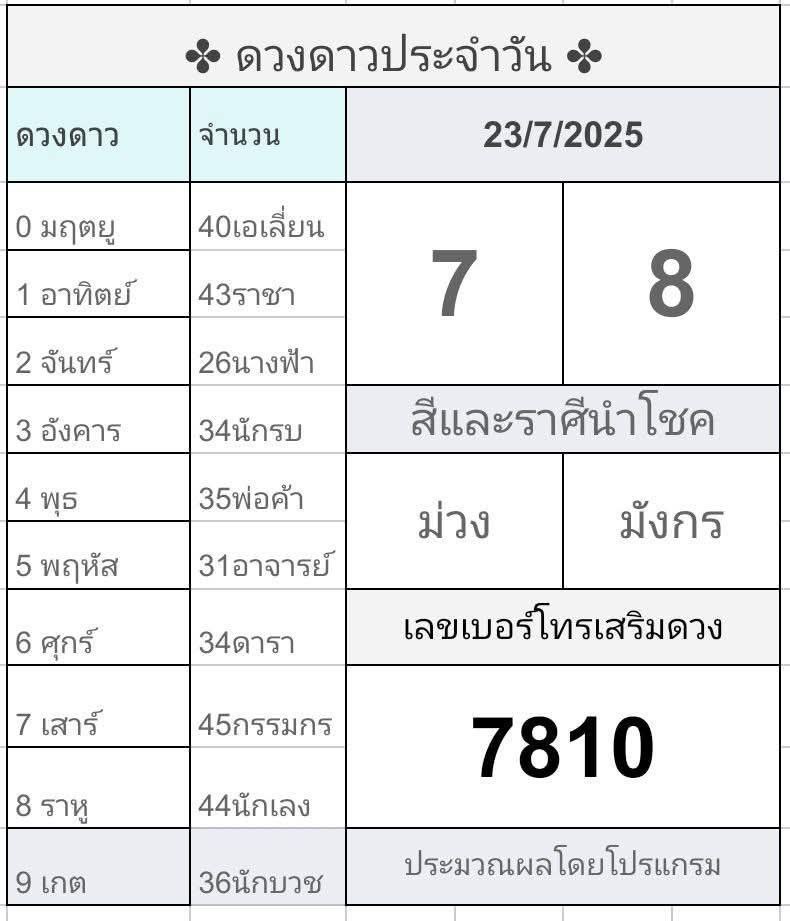 ✤ ดวงดาวประจำวัน ✤
ดวงดาว จำนวน 23/7/2025
0 มฤตยู 40เอเลี่ยน
7 8
1 อาทิตย์ 43ราชา
2 จันทร์ 26นางฟ้า
3 อังคาร 34นักรบ สีและราศีนำโชค
4 พุธ 35พ่อค้า
ม่วง มังกร
5 พฤหัส 31อาจารย์
6 ศุกร์ 34ดารา เลขเบอร์โทรเสริมดวง
7 เสาร์ 45กรรมกร
7810
8 ราหู 44นักเลง
9 เกต 36นักบวช ประมวณผลโดยโปรแกรม